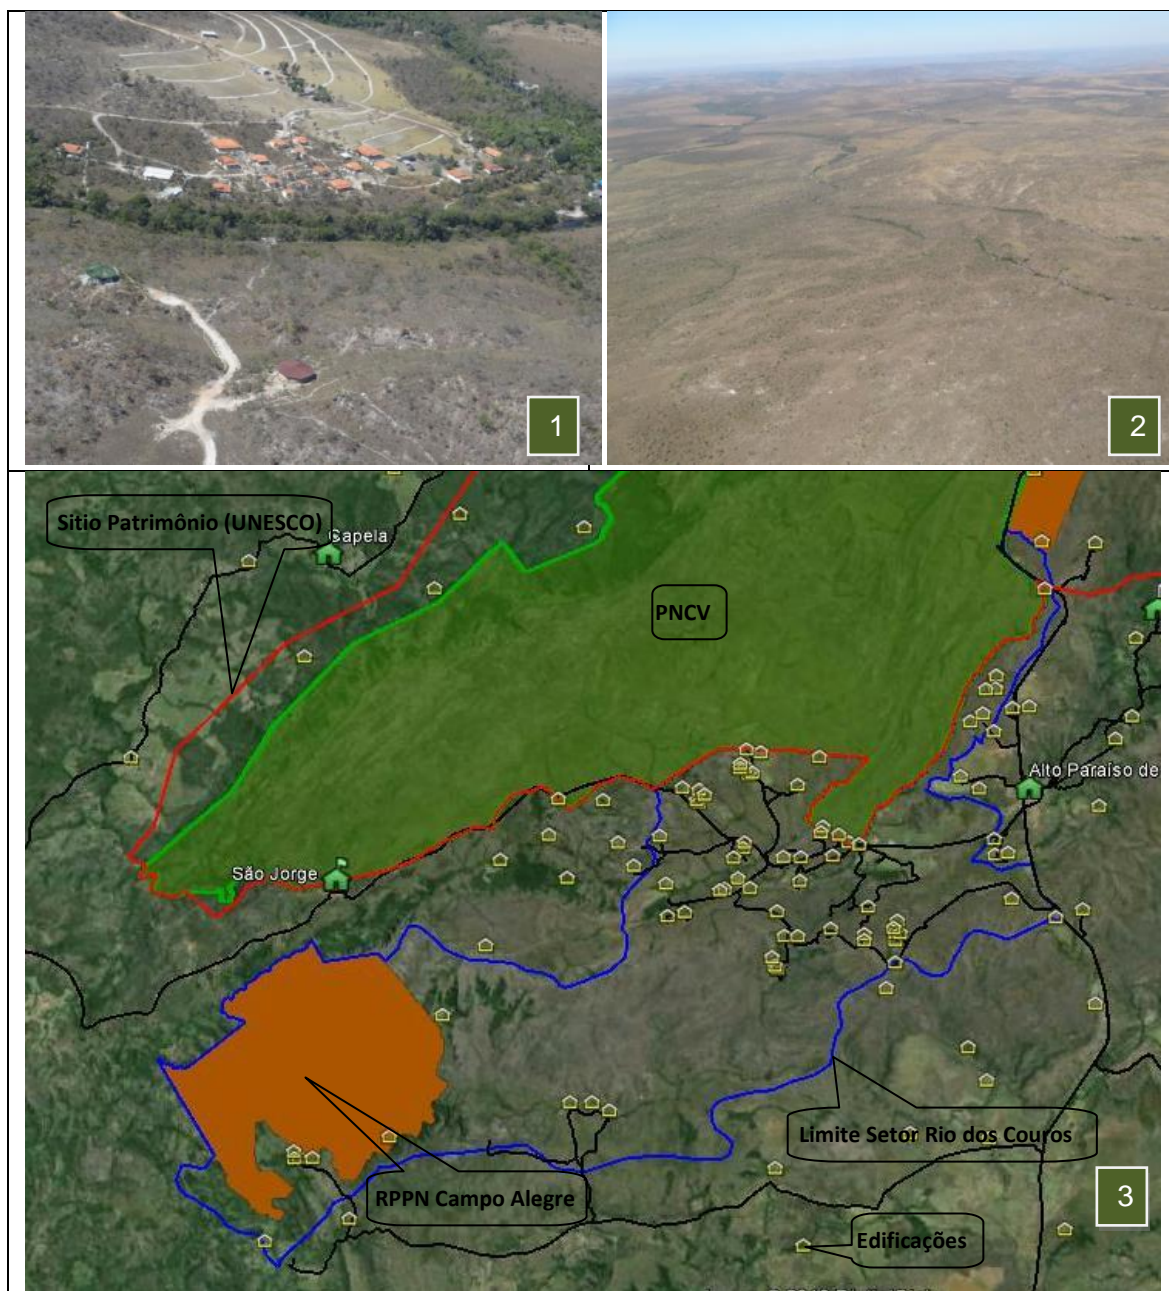 1
2
Sitio Patrimônio (UNESCO)
Capela
PNCV
Alto Paraíso de
São Jorge
Limite Setor Rio dos Couros
RPPN Campo Alegre
3
Edificações